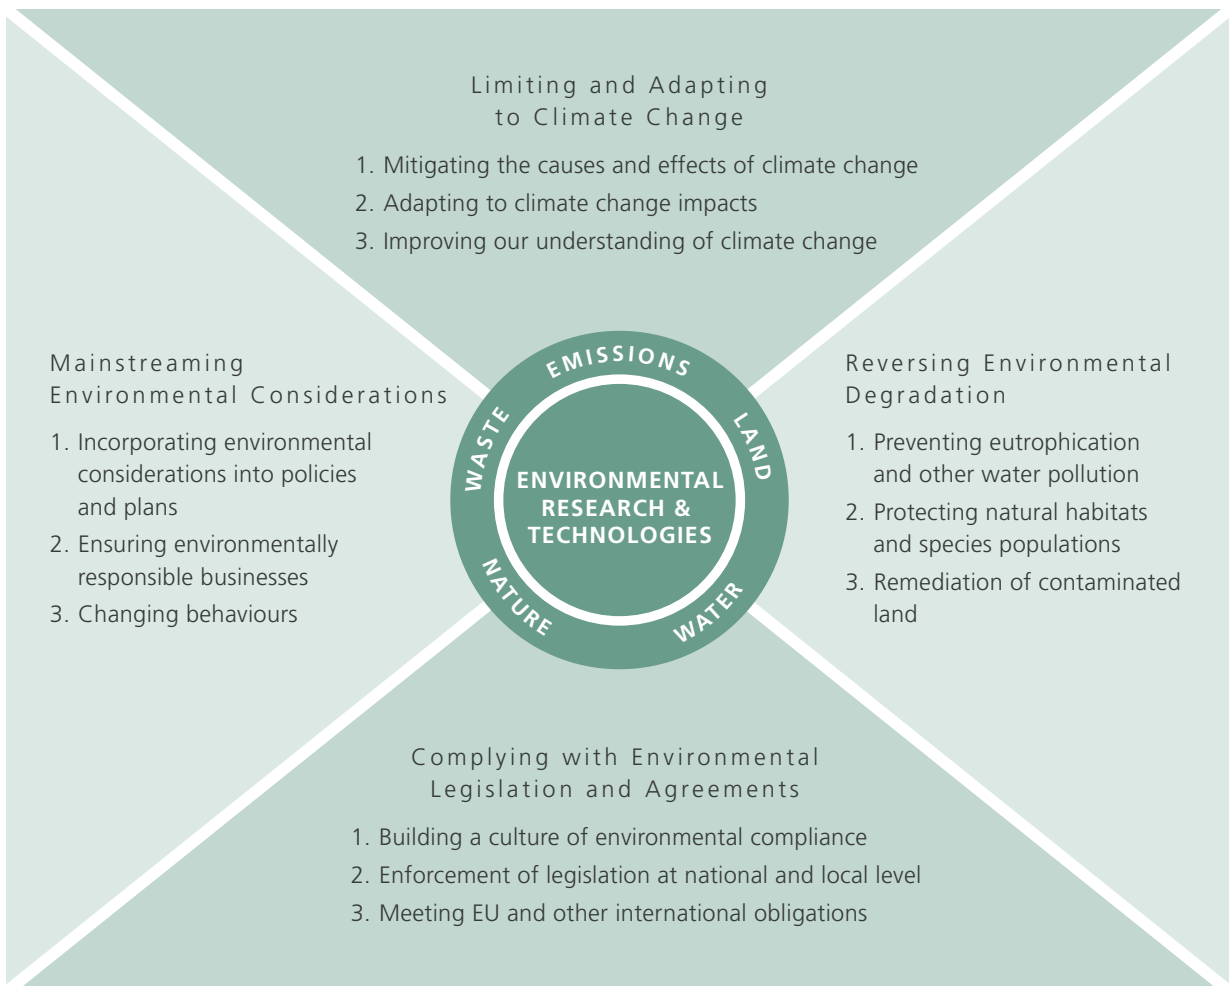 Limiting and Adapting
to Climate Change
1. Mitigating the causes and effects of climate change
2. Adapting to climate change impacts
3. Improving our understanding of climate change
Mainstreaming
Environmental Considerations
1. Incorporating environmental
considerations into policies
and plans
2. Ensuring environmentally
responsible businesses
3. Changing behaviours
EMISSIONS
LAND
WATER
NATURE
WASTE
ENVIRONMENTAL
RESEARCH &
TECHNOLOGIES
Reversing Environmental
Degradation
1. Preventing eutrophication
and other water pollution
2. Protecting natural habitats
and species populations
3. Remediation of contaminated
land
Complying with Environmental
Legislation and Agreements
1. Building a culture of environmental compliance
2. Enforcement of legislation at national and local level
3. Meeting EU and other international obligations